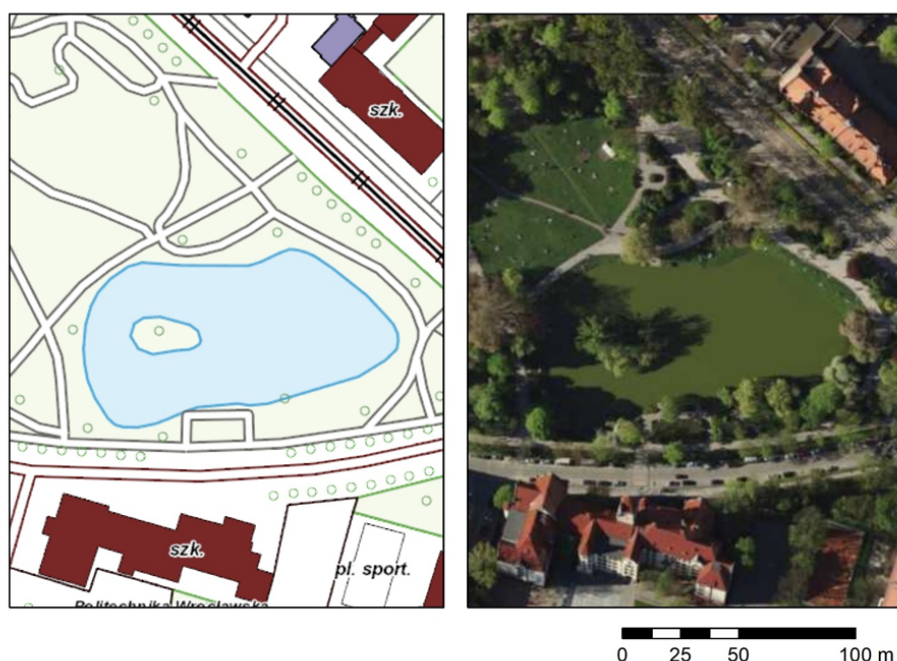 szk.
szk.
pl. sport.
Politechnika Wrocławska
0 25 50 100 m